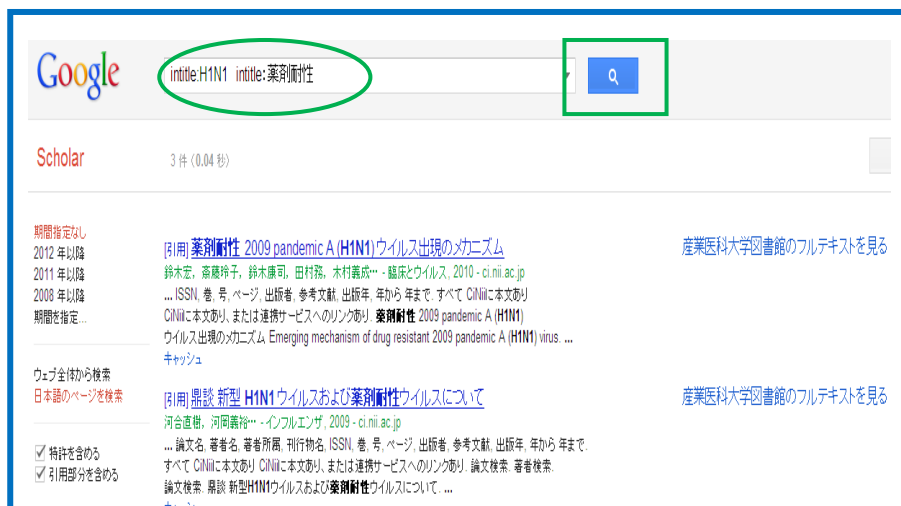 Google
intitle:H1N1 intitle:薬剤耐性
Scholar
3 件 (0.04 秒)
期間指定なし
2012 年以降
2011 年以降
2008 年以降
期間を指定...
ウェブ全体から検索
日本語のページを検索
特許を含める
引用部分を含める
[引用] 薬剤耐性 2009 pandemic A (H1N1) ウイルス出現のメカニズム
産業医科大学図書館のフルテキストを見る
鈴木宏, 斎藤玲子, 鈴木康司, 田村務, 木村義成… - 臨床とウイルス, 2010 - ci.nii.ac.jp
... ISSN, 巻, 号, ページ, 出版者, 参考文献, 出版年, 年から 年まで. すべて CiNiiに本文あり
CiNiiに本文あり、または連携サービスへのリンクあり. 薬剤耐性 2009 pandemic A (H1N1)
ウイルス出現のメカニズム Emerging mechanism of drug resistant 2009 pandemic A (H1N1) virus. ...
キャッシュ
[引用] 鼎談 新型 H1N1 ウイルスおよび薬剤耐性ウイルスについて
産業医科大学図書館のフルテキストを見る
河合直樹, 河岡義裕… - インフルエンザ, 2009 - ci.nii.ac.jp
... 論文名, 著者名, 著者所属, 刊行物名, ISSN, 巻, 号, ページ, 出版者, 参考文献, 出版年, 年から 年まで.
すべて CiNiiに本文あり CiNiiに本文あり、または連携サービスへのリンクあり. 論文検索. 著者検索.
論文検索. 鼎談 新型H1N1ウイルスおよび薬剤耐性ウイルスについて. ...